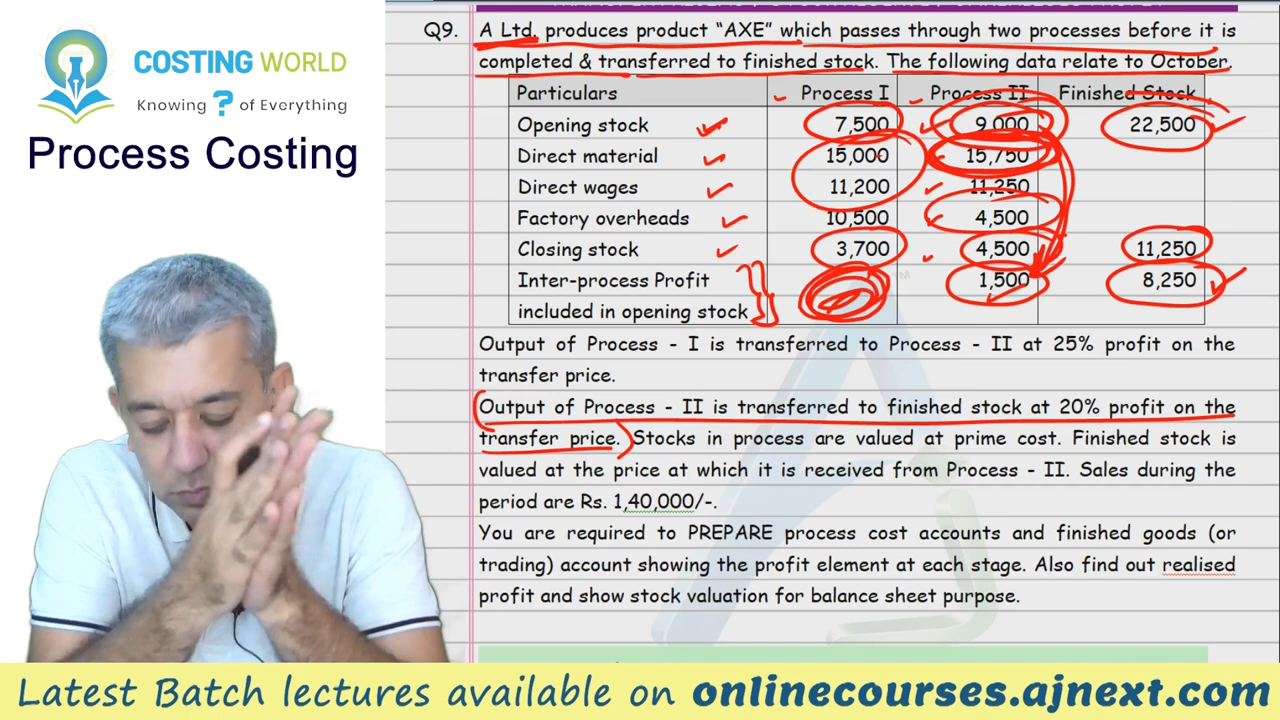 COSTING WORLD
Knowing ? of Everything
Process Costing
Q9. A Ltd. produces product “AXE” which passes through two processes before it is
completed & transferred to finished stock. The following data relate to October.
Particulars Process I Process II Finished Stock
Opening stock 7,500 9,000 22,500
Direct material 15,000 15,750
Direct wages 11,200 11,250
Factory overheads 10,500 4,500
Closing stock 3,700 4,500 11,250
Inter-process Profit 1,500 8,250
included in opening stock
Output of Process - I is transferred to Process - II at 25% profit on the
transfer price.
Output of Process - II is transferred to finished stock at 20% profit on the
transfer price. Stocks in process are valued at prime cost. Finished stock is
valued at the price at which it is received from Process - II. Sales during the
period are Rs. 1,40,000/-.
You are required to PREPARE process cost accounts and finished goods (or
trading) account showing the profit element at each stage. Also find out realised
profit and show stock valuation for balance sheet purpose.
Latest Batch lectures available on onlinecourses.ajnext.com